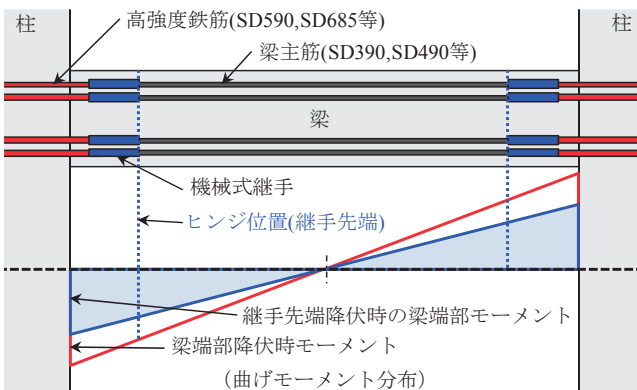 柱
高強度鉄筋(SD590,SD685等)
柱
梁主筋(SD390,SD490等)
梁
機械式継手
ヒンジ位置(継手先端)
継手先端降伏時の梁端部モーメント
梁端部降伏時モーメント
（曲げモーメント分布）